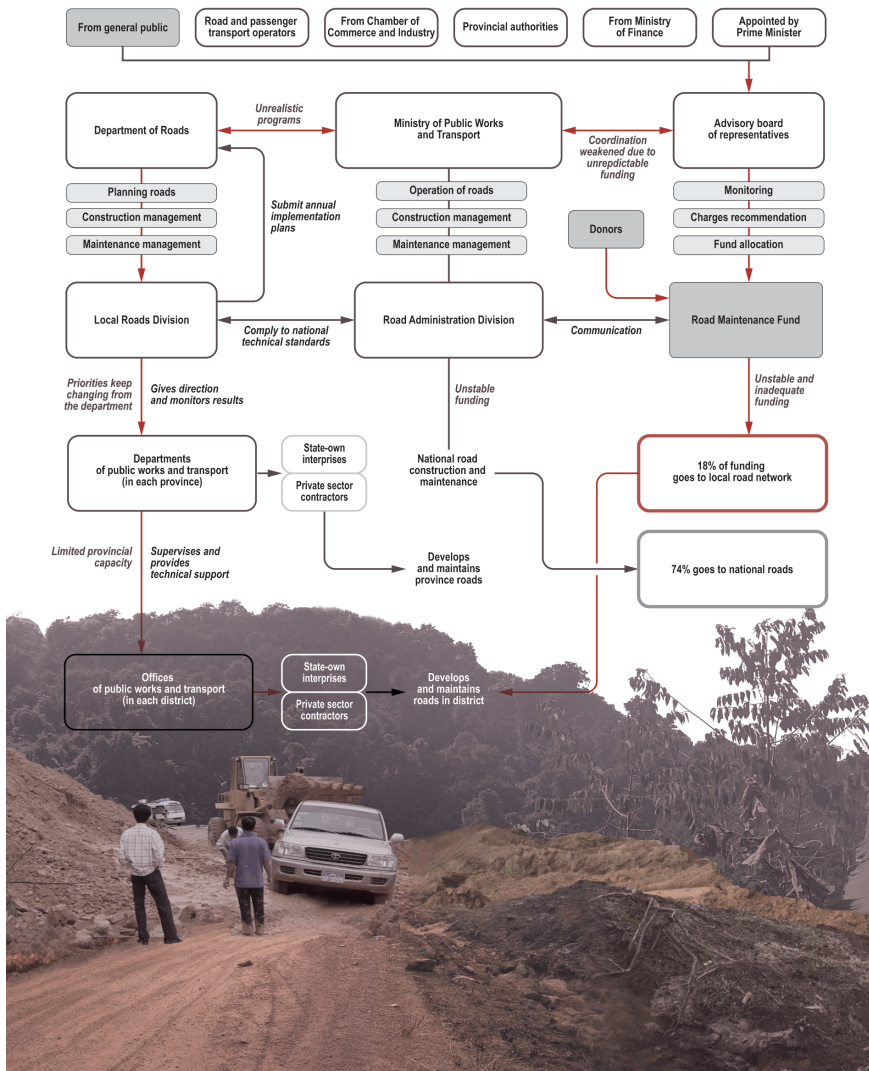 From general public
Road and passenger
transport operators
From Chamber of
Commerce and Industry
Provincial authorities
From Ministry
of Finance
Appointed by
Prime Minister
Department of Roads
Unrealistic
programs
Ministry of Public Works
and Transport
Coordination
weakened due to
unrepdictable
funding
Advisory board
of representatives
Planning roads
Construction management
Maintenance management
Submit annual
implementation
plans
Operation of roads
Construction management
Maintenance management
Donors
Monitoring
Charges recommendation
Fund allocation
Local Roads Division
Comply to national
technical standards
Road Administration Division
Communication
Road Maintenance Fund
Priorities keep
changing from
the department
Gives direction
and monitors results
Unstable
funding
Unstable and
inadequate
funding
Departments
of public works and transport
(in each province)
State-own
interprises
Private sector
contractors
National road
construction and
maintenance
18% of funding
goes to local road network
Limited provincial
capacity
Supervises and
provides
technical support
Develops
and maintains
province roads
74% goes to national roads
Offices
of public works and transport
(in each district)
State-own
interprises
Private sector
contractors
Develops
and maintains
roads in district